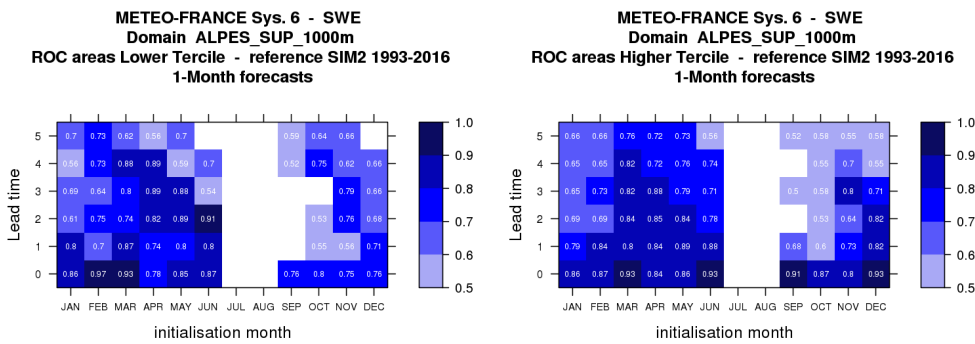 METEO-FRANCE Sys. 6 - SWE
Domain ALPES_SUP_1000m
ROC areas Lower Tercile - reference SIM2 1993-2016
1-Month forecasts
Lead time
5 0.7 0.73 0.62 0.56 0.7 0.59 0.64 0.66
4 0.56 0.73 0.88 0.89 0.59 0.7 0.52 0.75 0.62 0.66
3 0.69 0.64 0.8 0.89 0.88 0.54 0.79 0.66
2 0.61 0.75 0.74 0.82 0.89 0.91 0.53 0.76 0.68
1 0.8 0.7 0.87 0.74 0.8 0.8 0.55 0.56 0.71
0 0.86 0.97 0.93 0.78 0.85 0.87 0.76 0.8 0.75 0.76
JAN FEB MAR APR MAY JUN JUL AUG SEP OCT NOV DEC
initialisation month
1.0
0.9
0.8
0.7
0.6
0.5
METEO-FRANCE Sys. 6 - SWE
Domain ALPES_SUP_1000m
ROC areas Higher Tercile - reference SIM2 1993-2016
1-Month forecasts
Lead time
5 0.66 0.66 0.76 0.72 0.73 0.56 0.52 0.58 0.55 0.58
4 0.65 0.65 0.82 0.72 0.76 0.74 0.55 0.7 0.55
3 0.65 0.73 0.82 0.88 0.79 0.71 0.5 0.58 0.8 0.71
2 0.69 0.69 0.84 0.85 0.84 0.78 0.53 0.64 0.82
1 0.79 0.84 0.8 0.84 0.84 0.88 0.68 0.6 0.73 0.82
0 0.86 0.87 0.93 0.84 0.86 0.93 0.91 0.87 0.8 0.93
JAN FEB MAR APR MAY JUN JUL AUG SEP OCT NOV DEC
initialisation month
1.0
0.9
0.8
0.7
0.6
0.5